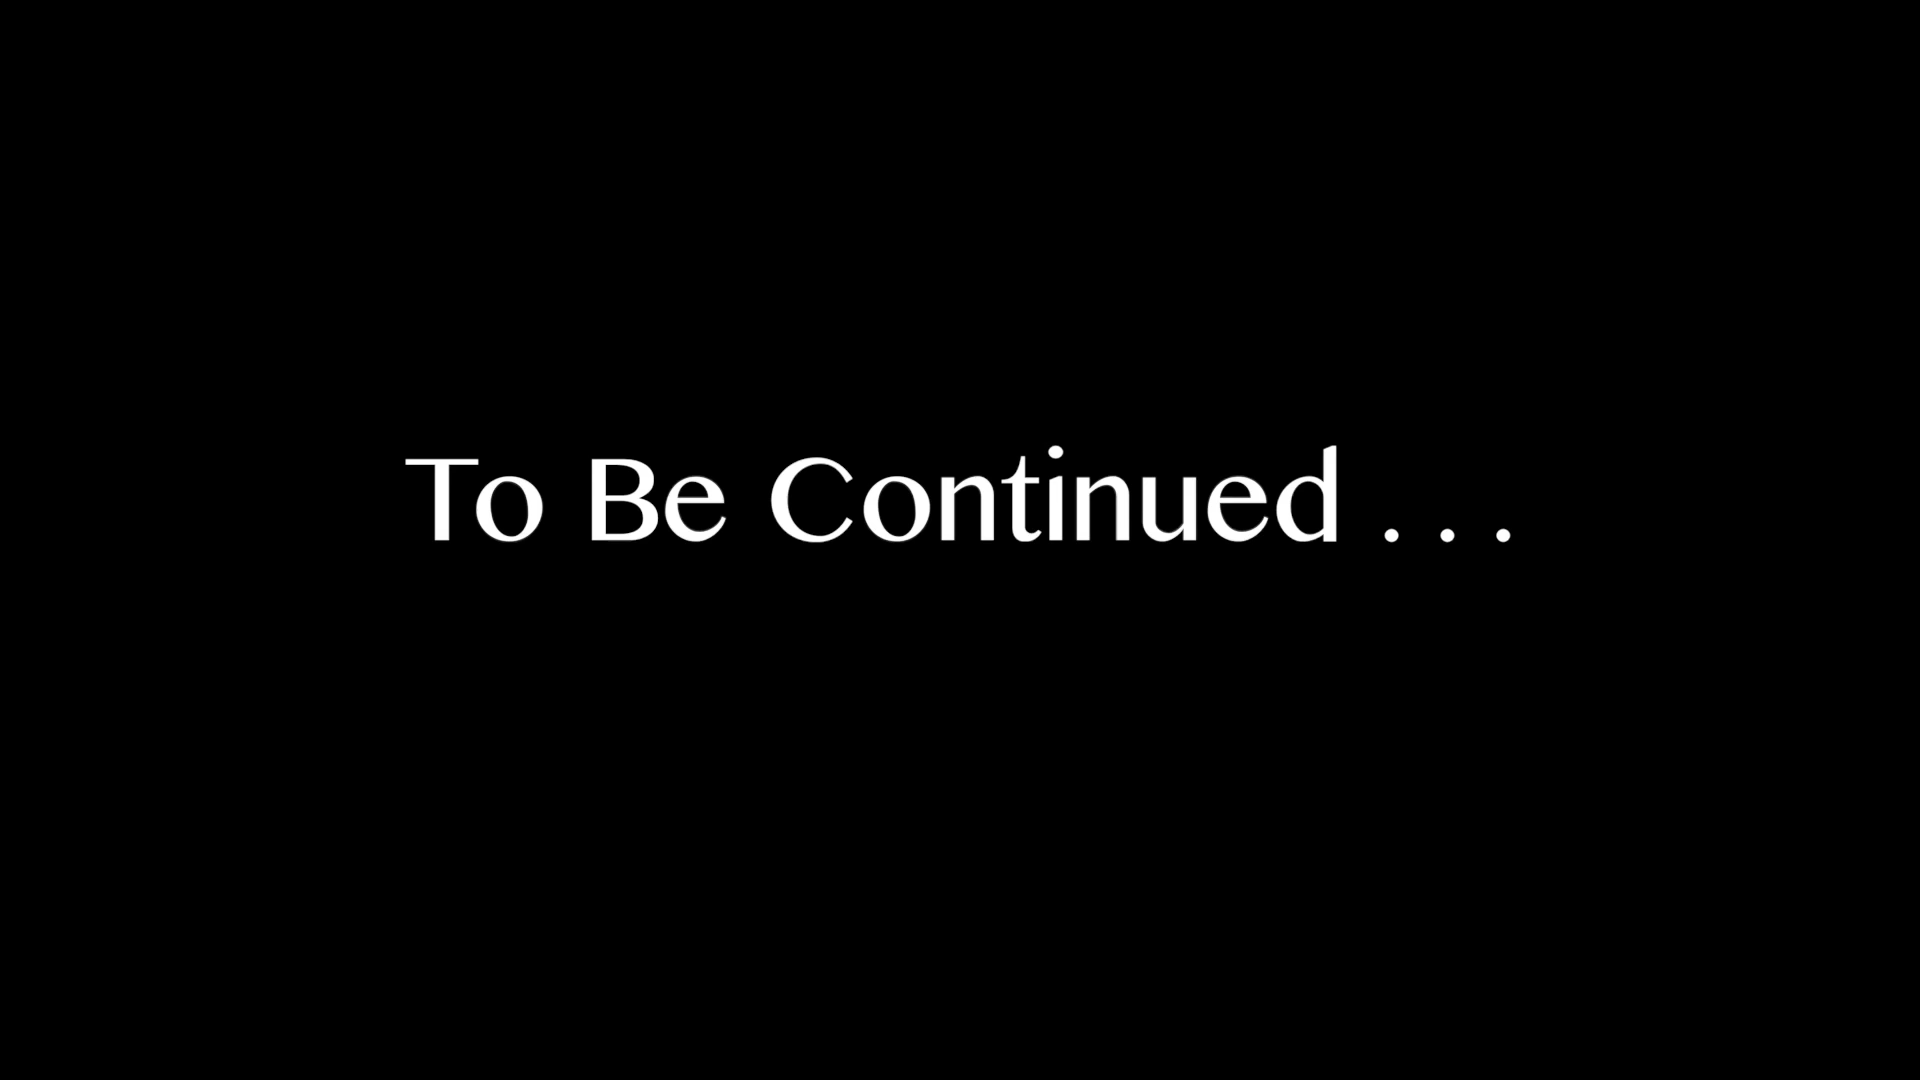 To Be Continued . . .